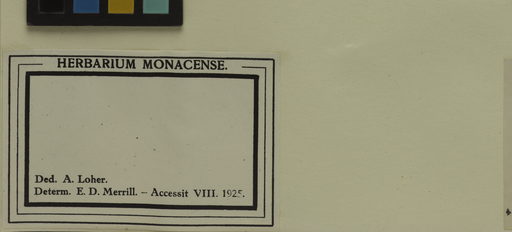 HERBARIUM MONACENSE.
Ded. A. Loher.
Determ. E. D. Merrill. – Accessit VIII. 1925.